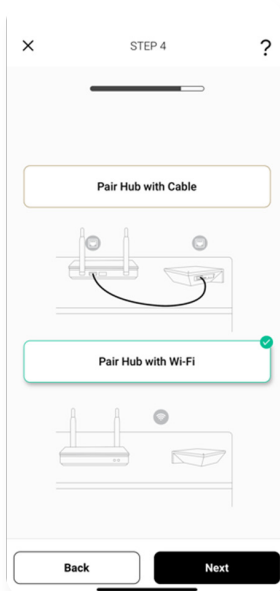 STEP 4
?
Pair Hub with Cable
Pair Hub with Wi-Fi
Back
Next